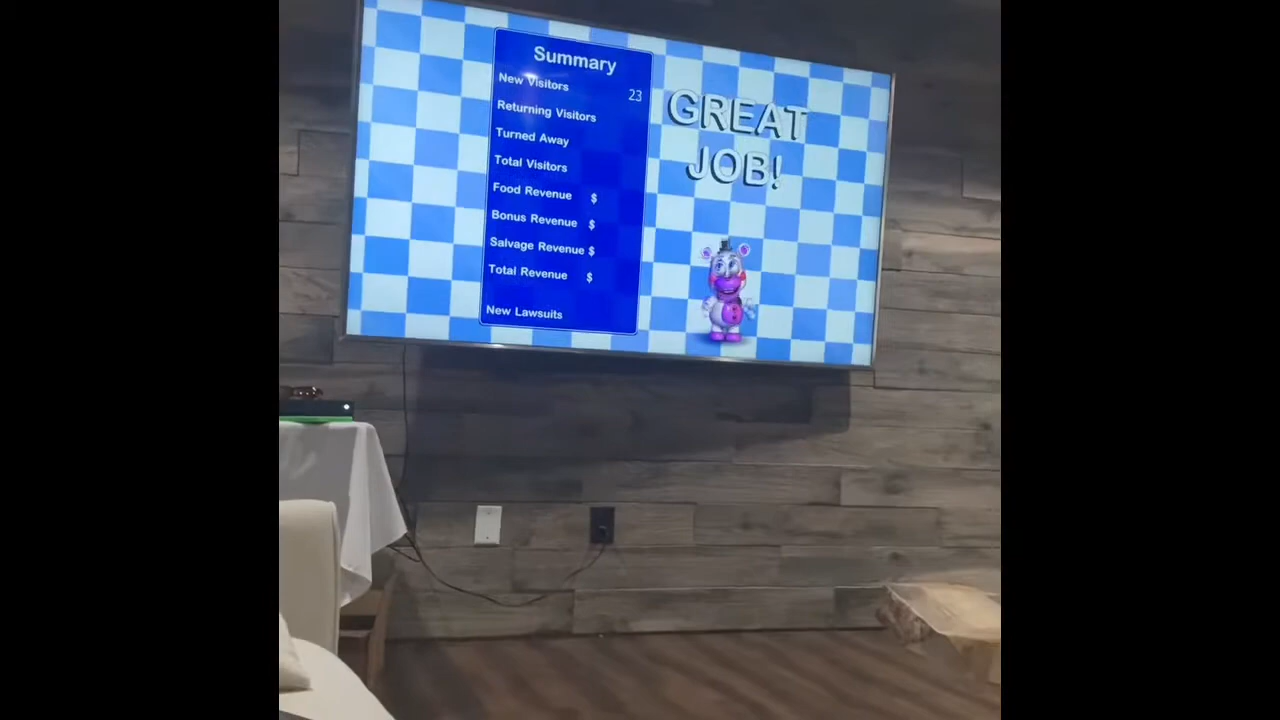 Summary
New Visitors 23
Returning Visitors
Turned Away
Total Visitors
Food Revenue $
Bonus Revenue $
Salvage Revenue $
Total Revenue $
New Lawsuits
GREAT
JOB!